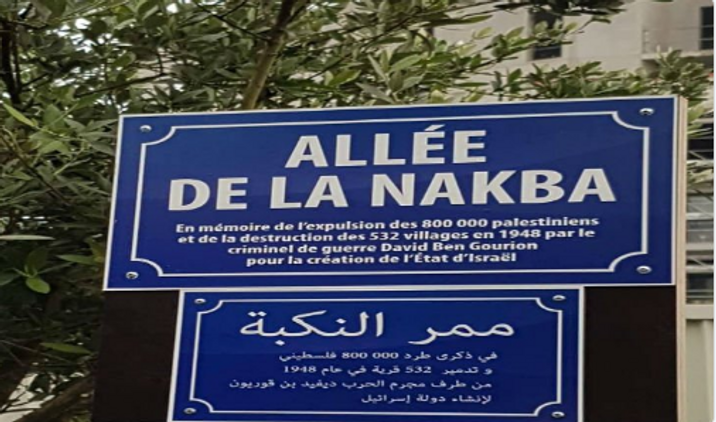 ALLÉE
DE LA NAKBA
En mémoire de l'expulsion des 800 000 palestiniens
et de la destruction des 532 villages en 1948 par le
criminel de guerre David Ben Gourion
pour la création de l'État d'Israël
ممر النكبة
في ذكرى طرد 000 800 فلسطيني
و تدمير 532 قرية في عام 1948
من طرف مجرم الحرب ديفيد بن قوريون
لإنشاء دولة إسرائيل